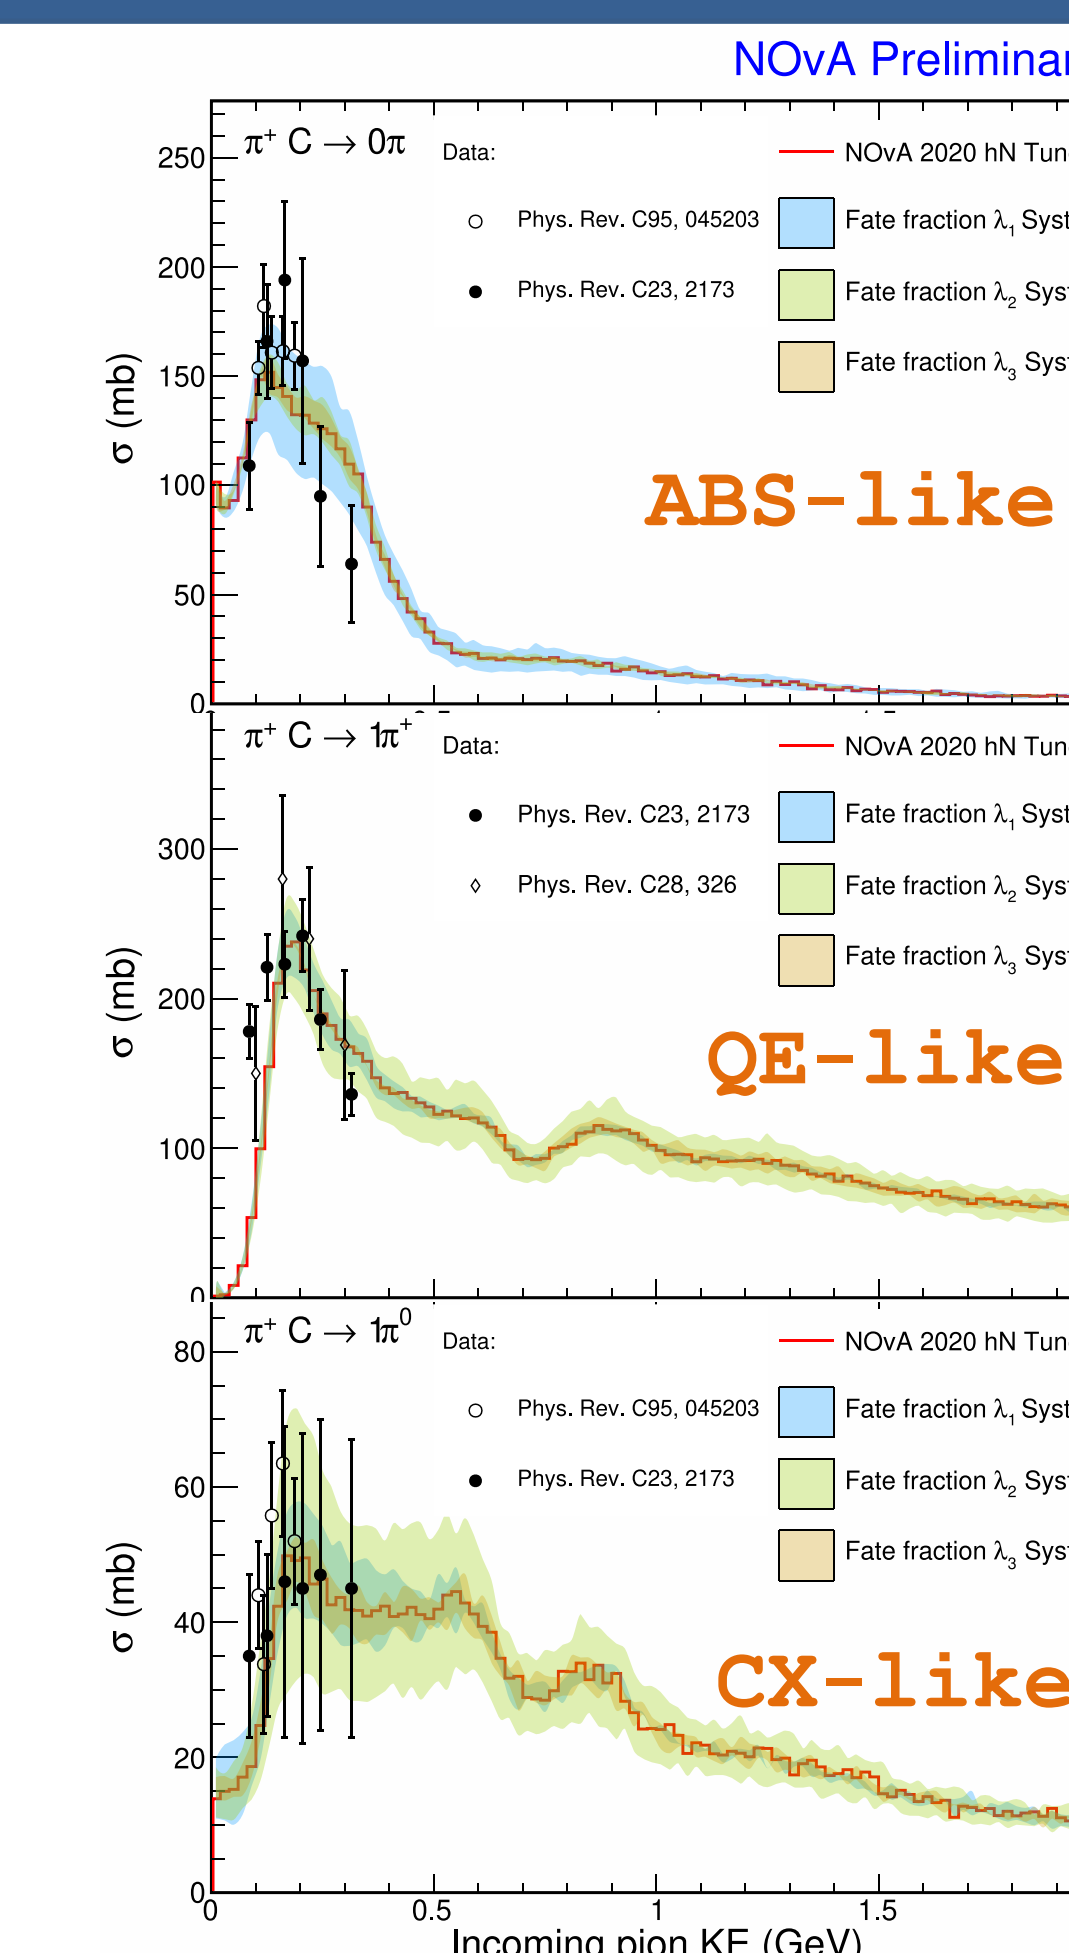 NOvA Preliminar
π⁺ C → 0π
Data:
NOvA 2020 hN Tun
Phys. Rev. C95, 045203
Fate fraction λ₁ Syst
Phys. Rev. C23, 2173
Fate fraction λ₂ Syst
Fate fraction λ₃ Syst
250
200
150
100
50
0
σ (mb)
ABS-like
π⁺ C → 1π⁺
Data:
NOvA 2020 hN Tun
Phys. Rev. C23, 2173
Fate fraction λ₁ Syst
Phys. Rev. C28, 326
Fate fraction λ₂ Syst
Fate fraction λ₃ Syst
300
200
100
0
σ (mb)
QE-like
π⁺ C → 1π⁰
Data:
NOvA 2020 hN Tun
Phys. Rev. C95, 045203
Fate fraction λ₁ Syst
Phys. Rev. C23, 2173
Fate fraction λ₂ Syst
Fate fraction λ₃ Syst
80
60
40
20
0
σ (mb)
CX-like
0 0.5 1 1.5
Incoming pion KE (GeV)